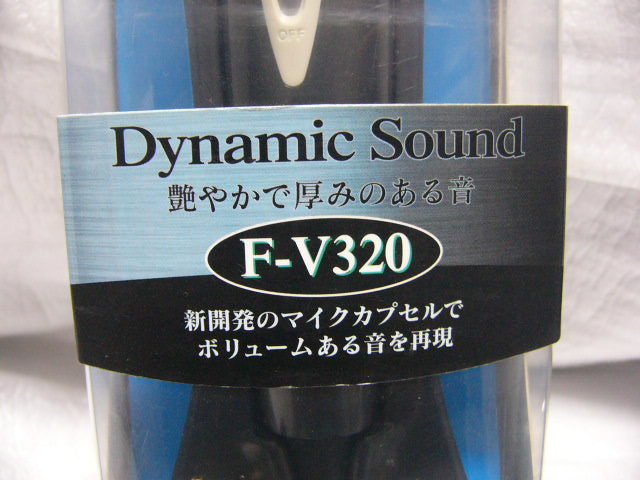 OFF
Dynamic Sound
艶やかで厚みのある音
F-V320
新開発のマイクカプセルで
ボリュームある音を再現